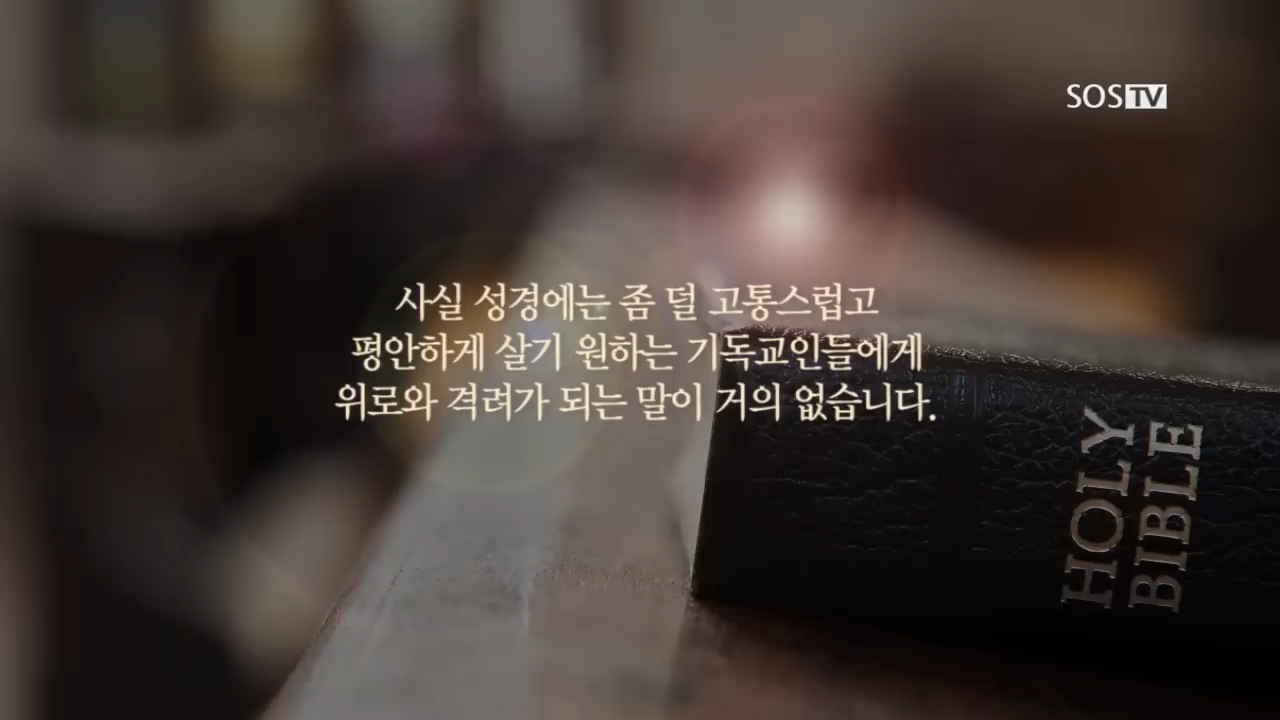 SOSTV
사실 성경에는 좀 덜 고통스럽고
평안하게 살기 원하는 기독교인들에게
위로와 격려가 되는 말이 거의 없습니다.
HOLY
BIBLE